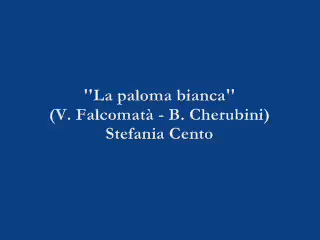 "La paloma bianca"
(V. Falcomatà - B. Cherubini)
Stefania Cento